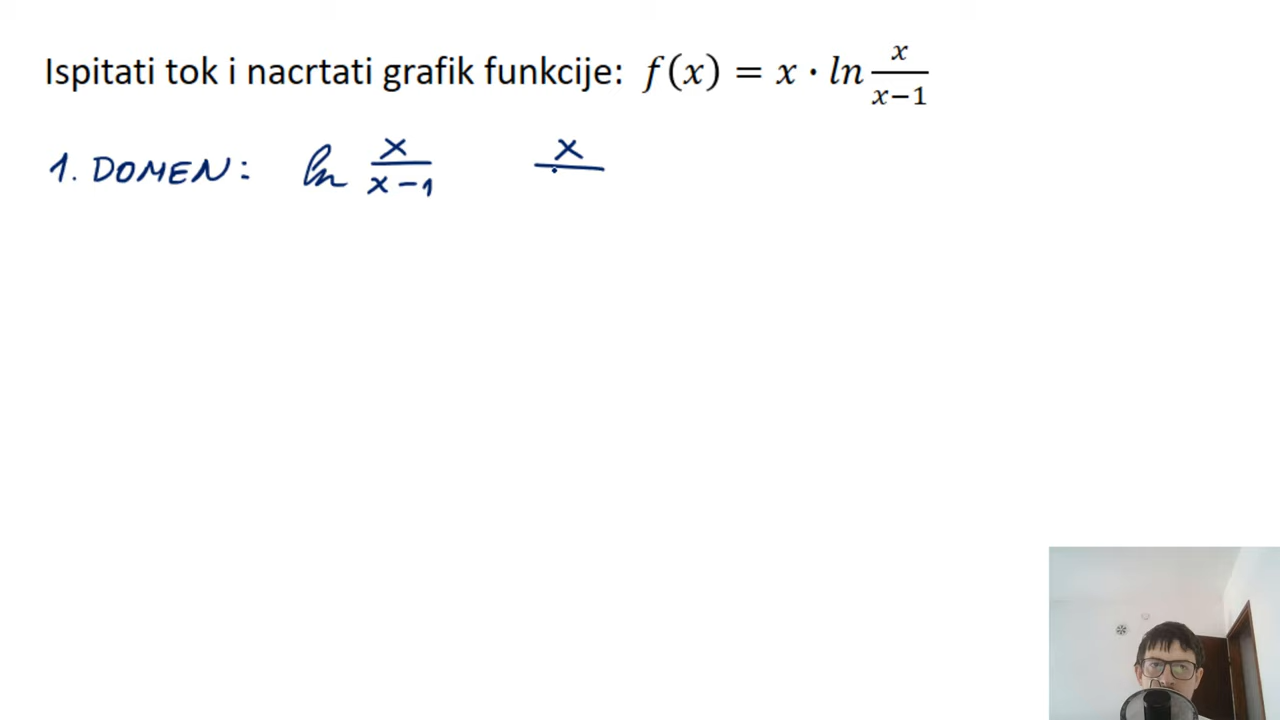 Ispitati tok i nacrtati grafik funkcije: f(x) = x · ln x/(x−1)
1. DOMEN: ln x/(x−1) x